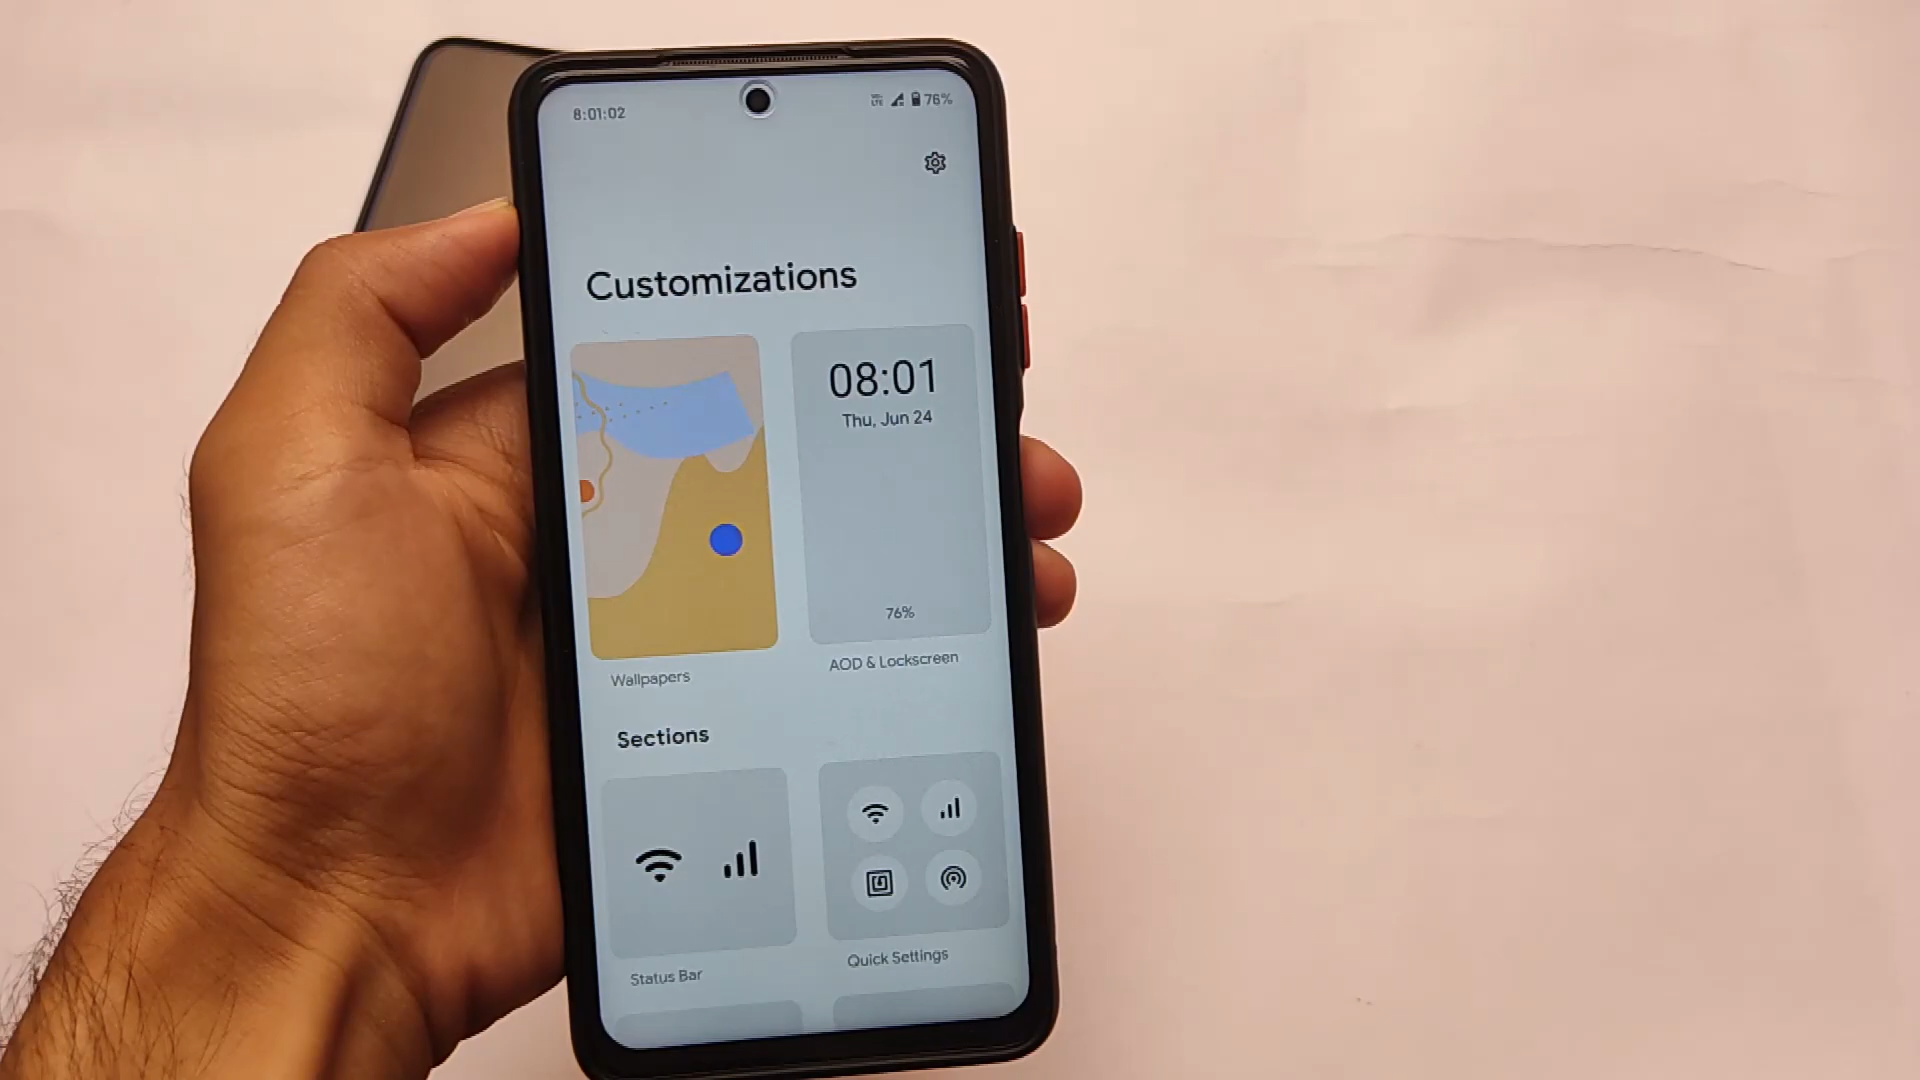 8:01:02
76%
Customizations
08:01
Thu, Jun 24
76%
Wallpapers
AOD & Lockscreen
Sections
Status Bar
Quick Settings